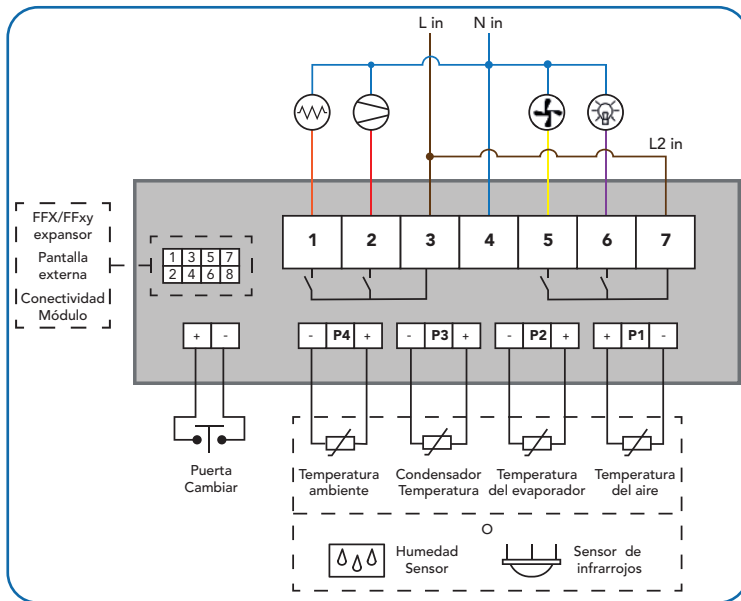 L in
N in
L2 in
FFX/FFxy
expansor
Pantalla
externa
Conectividad
Módulo
1 3 5 7
2 4 6 8
1 2 3 4 5 6 7
+ -
- P4 +
- P3 +
- P2 +
+ P1 -
Puerta
Cambiar
Temperatura
ambiente
Condensador
Temperatura
Temperatura
del evaporador
Temperatura
del aire
O
Humedad
Sensor
Sensor de
infrarrojos